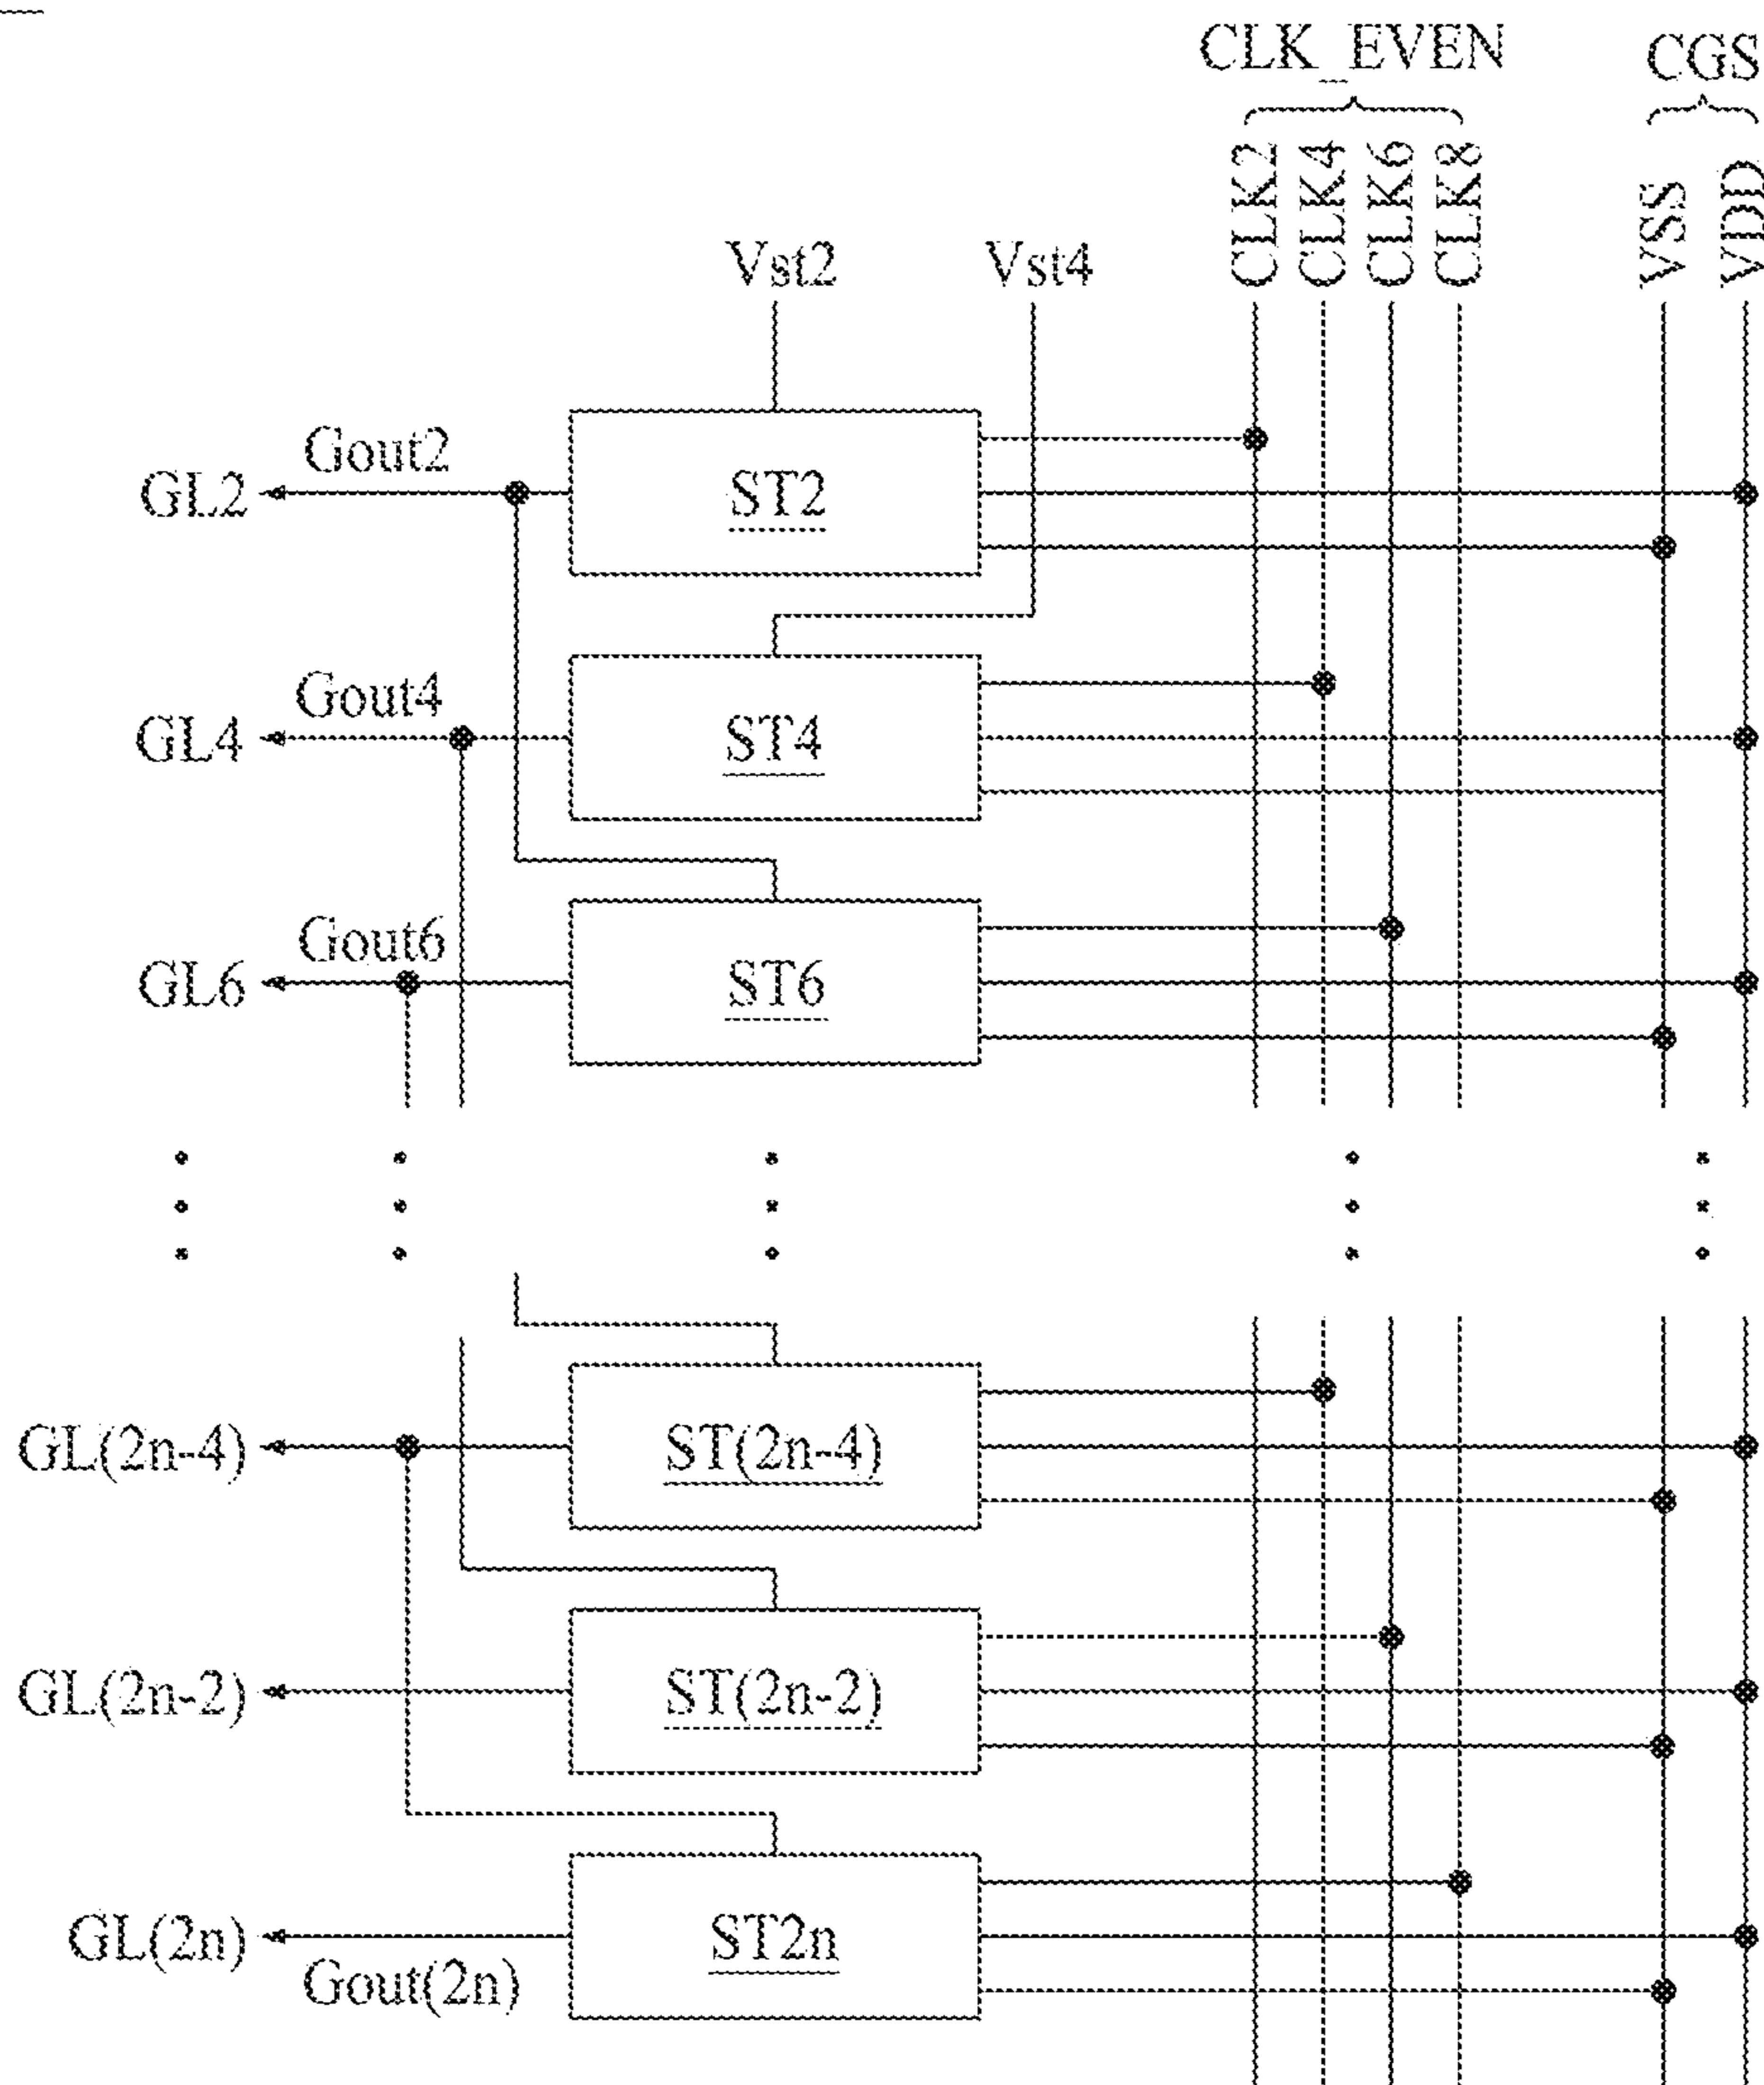 CLK_EVEN CGS
CLK2 CLK4 CLK6 CLK8 VSS VDD
Vst2 Vst4
Gout2
GL2 ST2
Gout4
GL4 ST4
Gout6
GL6 ST6
GL(2n-4) ST(2n-4)
GL(2n-2) ST(2n-2)
GL(2n) ST2n
Gout(2n)